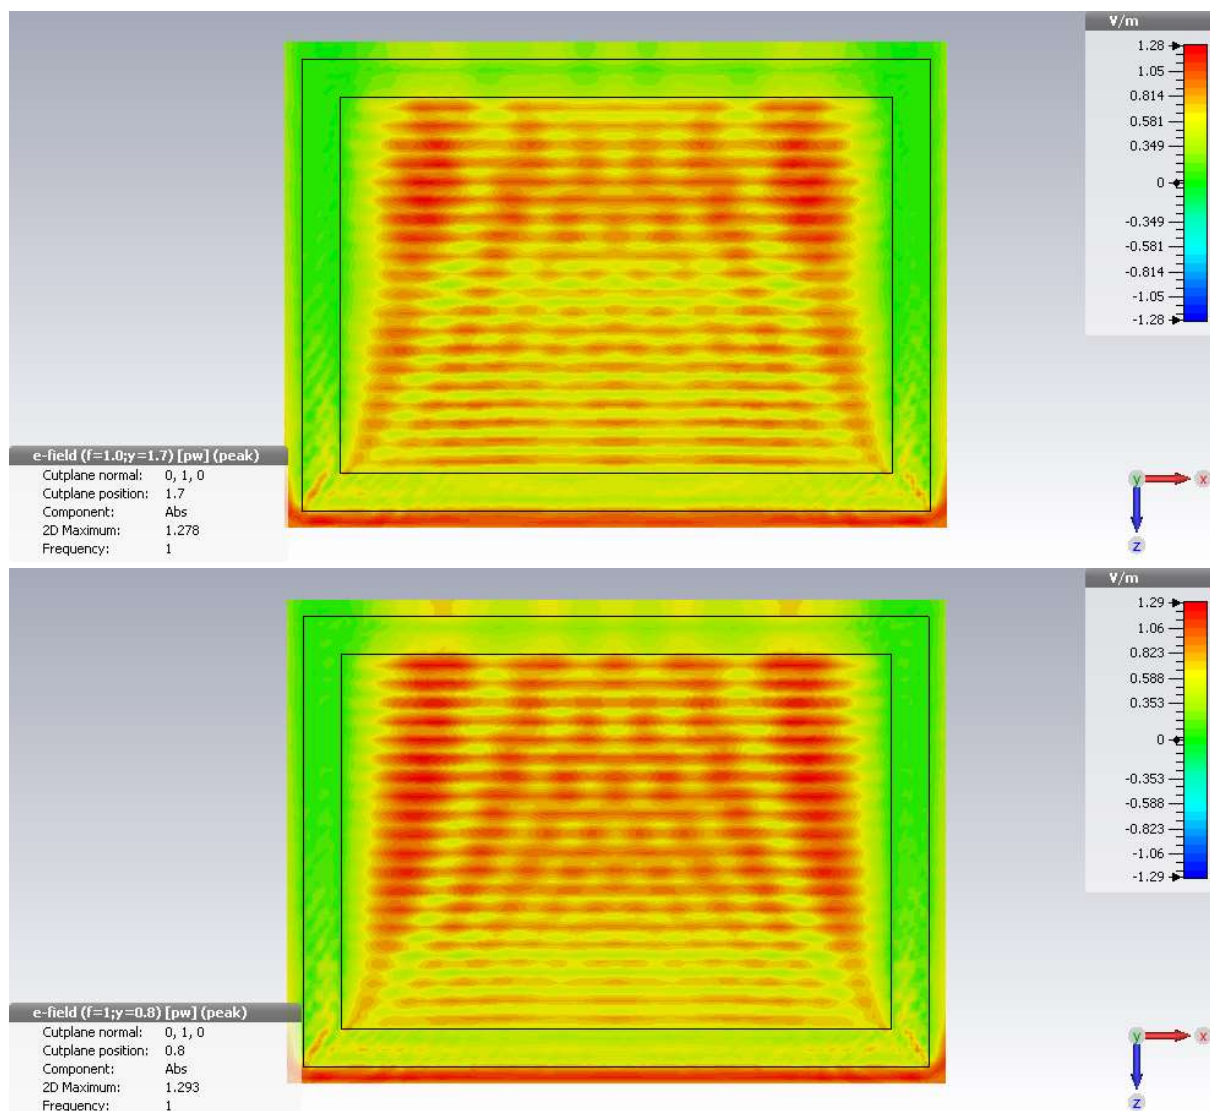 V/m
1.28
1.05
0.814
0.581
0.349
0
-0.349
-0.581
-0.814
-1.05
-1.28
e-field (f=1.0;y=1.7) [pw] (peak)
Cutplane normal: 0, 1, 0
Cutplane position: 1.7
Component: Abs
2D Maximum: 1.278
Frequency: 1
y x
z
V/m
1.29
1.06
0.823
0.588
0.353
0
-0.353
-0.588
-0.823
-1.06
-1.29
e-field (f=1;y=0.8) [pw] (peak)
Cutplane normal: 0, 1, 0
Cutplane position: 0.8
Component: Abs
2D Maximum: 1.293
Frequency: 1
y x
z